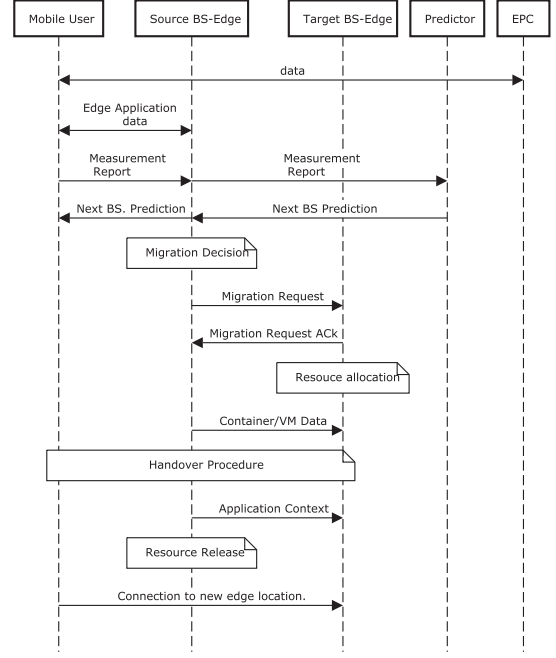 Mobile User
Source BS-Edge
Target BS-Edge
Predictor
EPC
data
Edge Application
data
Measurement
Report
Measurement
Report
Next BS. Prediction
Next BS Prediction
Migration Decision
Migration Request
Migration Request ACk
Resouce allocation
Container/VM Data
Handover Procedure
Application Context
Resource Release
Connection to new edge location.